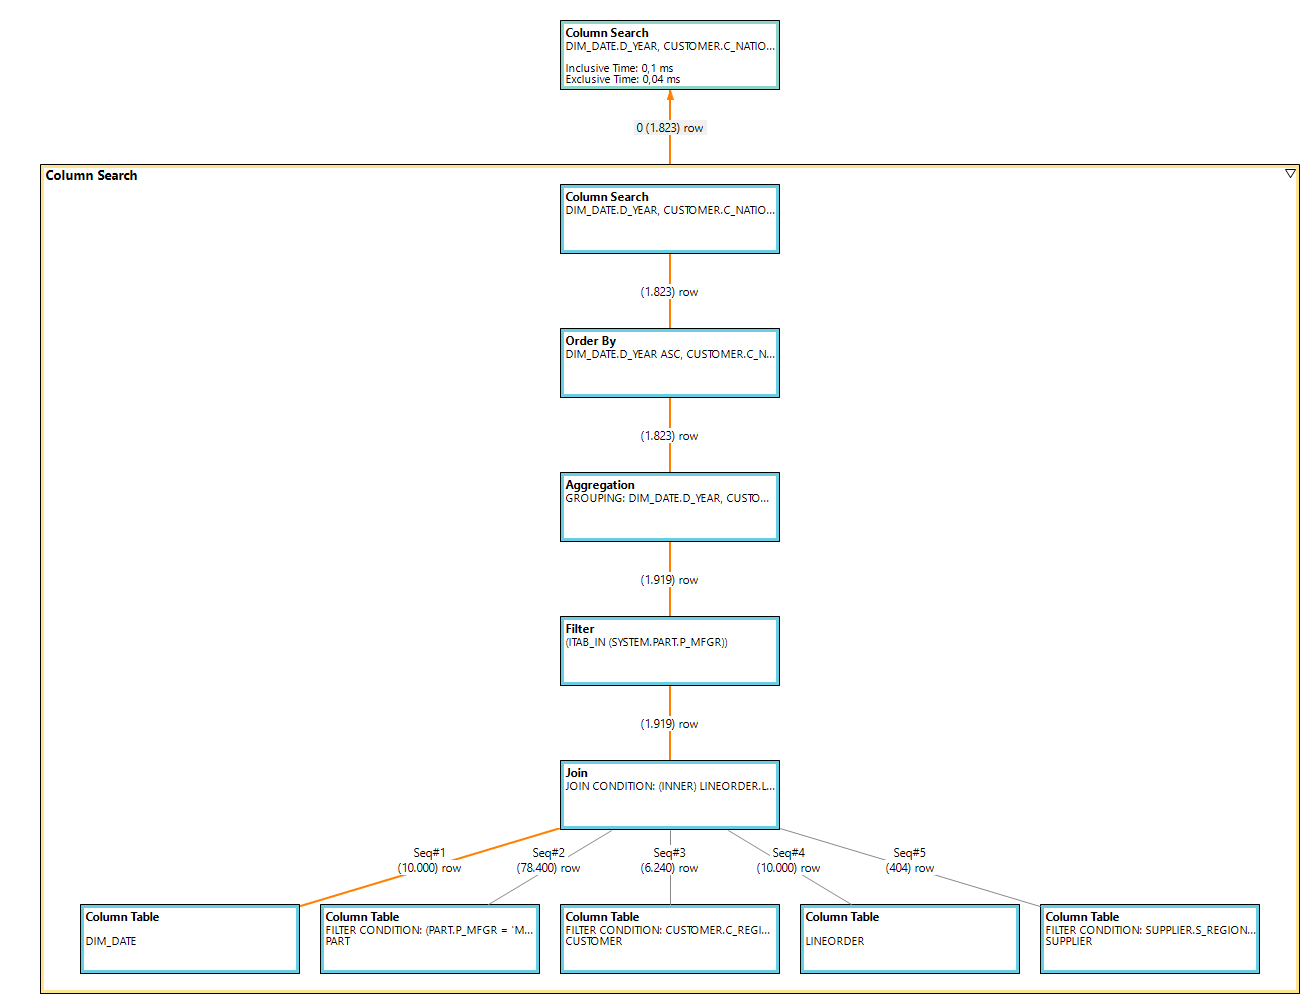 Column Search
DIM_DATE.D_YEAR, CUSTOMER.C_NATIO...
Inclusive Time: 0,1 ms
Exclusive Time: 0,04 ms
0 (1.823) row
Column Search
Column Search
DIM_DATE.D_YEAR, CUSTOMER.C_NATIO...
(1.823) row
Order By
DIM_DATE.D_YEAR ASC, CUSTOMER.C_N...
(1.823) row
Aggregation
GROUPING: DIM_DATE.D_YEAR, CUSTO...
(1.919) row
Filter
(ITAB_IN (SYSTEM.PART.P_MFGR))
(1.919) row
Join
JOIN CONDITION: (INNER) LINEORDER.L...
Seq#1
(10.000) row
Seq#2
(78.400) row
Seq#3
(6.240) row
Seq#4
(10.000) row
Seq#5
(404) row
Column Table
DIM_DATE
Column Table
FILTER CONDITION: (PART.P_MFGR = 'M...
PART
Column Table
FILTER CONDITION: CUSTOMER.C_REGI...
CUSTOMER
Column Table
LINEORDER
Column Table
FILTER CONDITION: SUPPLIER.S_REGION...
SUPPLIER